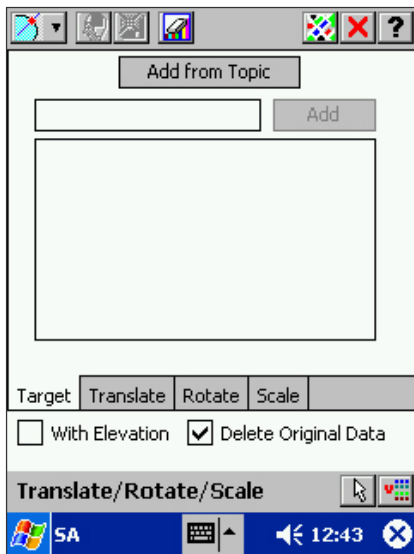 ?
Add from Topic
Add
Target Translate Rotate Scale
With Elevation Delete Original Data
Translate/Rotate/Scale
SA 12:43